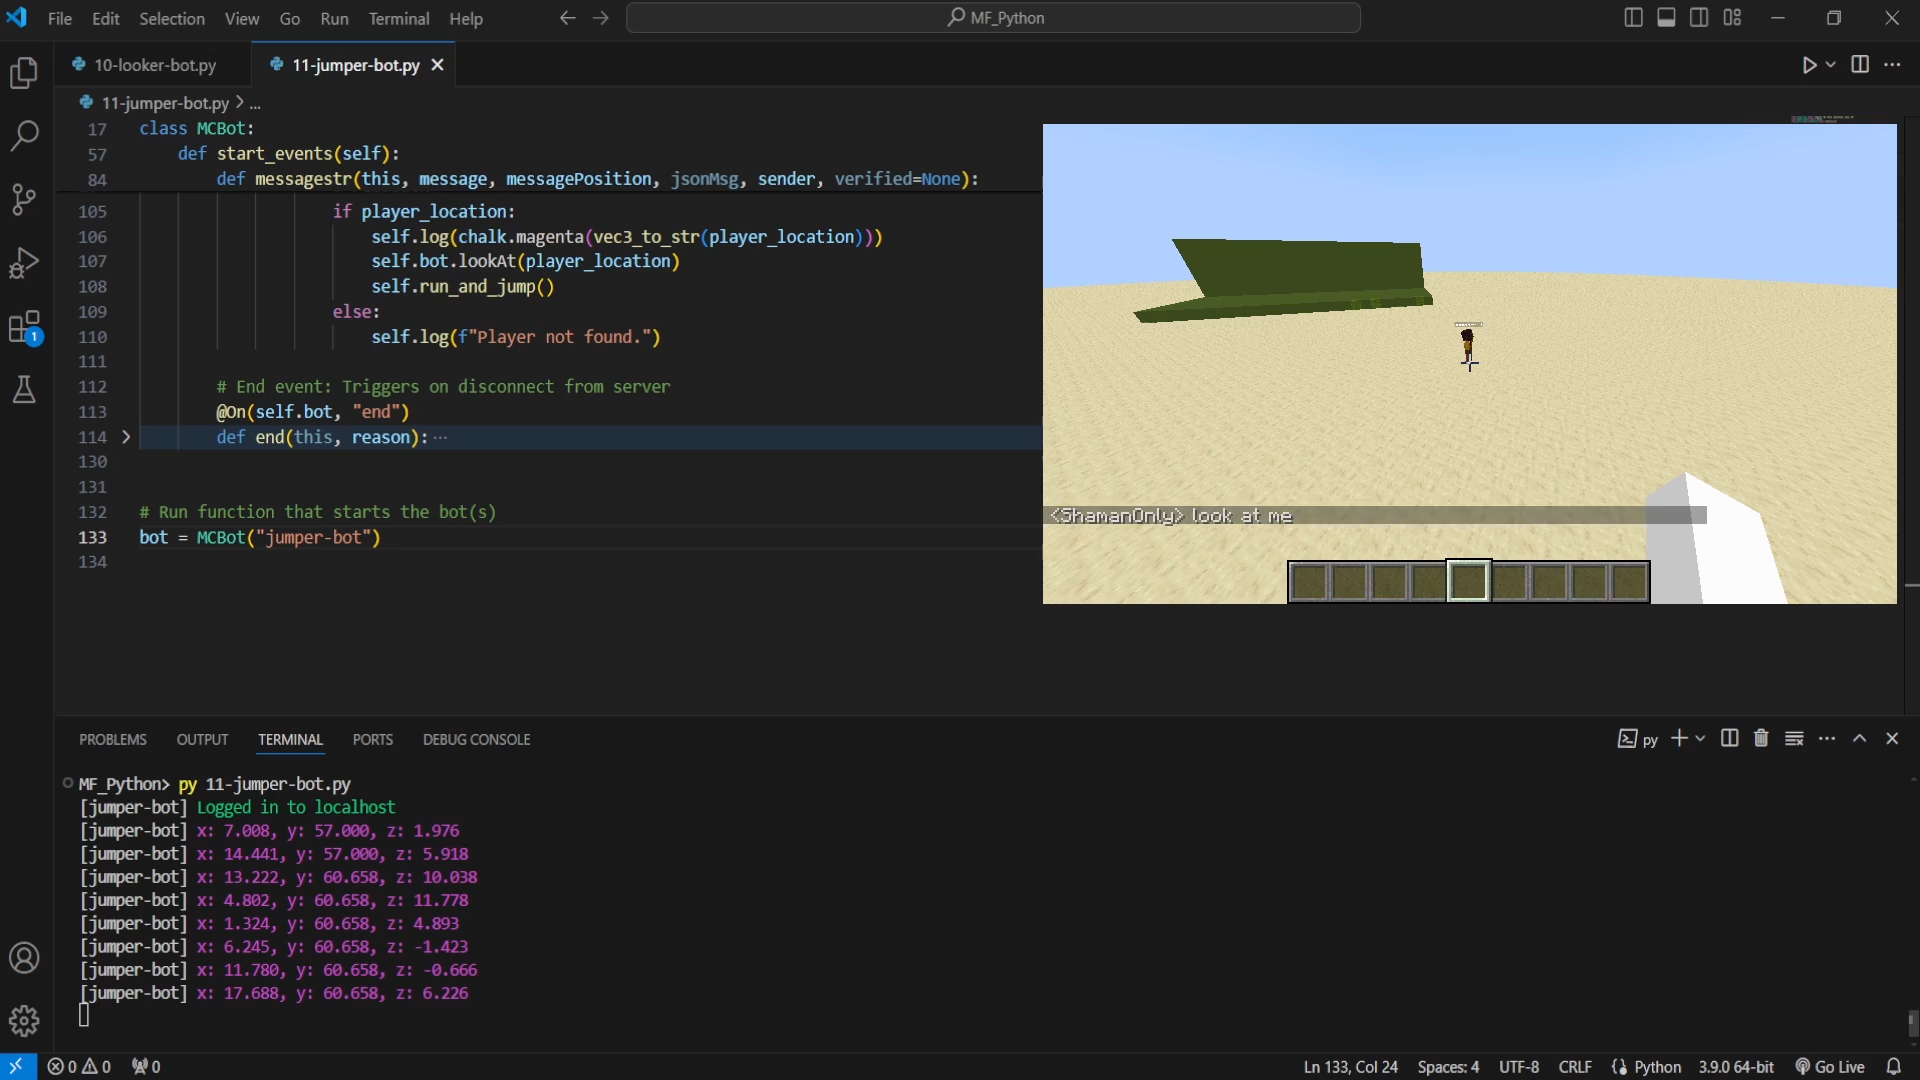 File Edit Selection View Go Run Terminal Help MF_Python
10-looker-bot.py 11-jumper-bot.py
11-jumper-bot.py > ...
17 class MCBot:
57 def start_events(self):
84 def messagestr(this, message, messagePosition, jsonMsg, sender, verified=None):
105 if player_location:
106 self.log(chalk.magenta(vec3_to_str(player_location)))
107 self.bot.lookAt(player_location)
108 self.run_and_jump()
109 else:
110 self.log(f"Player not found.")
111
112 # End event: Triggers on disconnect from server
113 @On(self.bot, "end")
114 def end(this, reason): ...
130
131
132 # Run function that starts the bot(s)
133 bot = MCBot("jumper-bot")
134
<ShamanOnly> look at me
1
PROBLEMS OUTPUT TERMINAL PORTS DEBUG CONSOLE py
MF_Python> py 11-jumper-bot.py
[jumper-bot] Logged in to localhost
[jumper-bot] x: 7.008, y: 57.000, z: 1.976
[jumper-bot] x: 14.441, y: 57.000, z: 5.918
[jumper-bot] x: 13.222, y: 60.658, z: 10.038
[jumper-bot] x: 4.802, y: 60.658, z: 11.778
[jumper-bot] x: 1.324, y: 60.658, z: 4.893
[jumper-bot] x: 6.245, y: 60.658, z: -1.423
[jumper-bot] x: 11.780, y: 60.658, z: -0.666
[jumper-bot] x: 17.688, y: 60.658, z: 6.226
0 0 0 Ln 133, Col 24 Spaces: 4 UTF-8 CRLF Python 3.9.0 64-bit Go Live